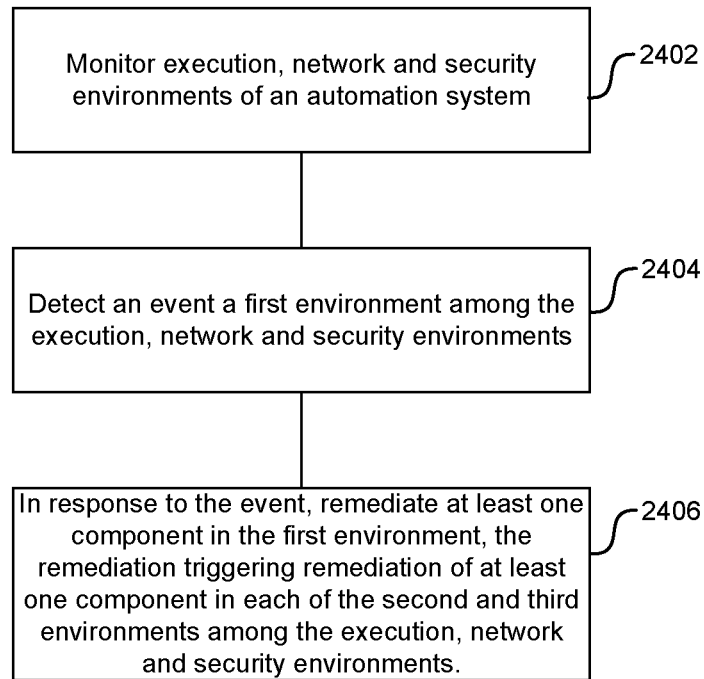 Monitor execution, network and security
environments of an automation system
2402
Detect an event a first environment among the
execution, network and security environments
2404
In response to the event, remediate at least one
component in the first environment, the
remediation triggering remediation of at least
one component in each of the second and third
environments among the execution, network
and security environments.
2406